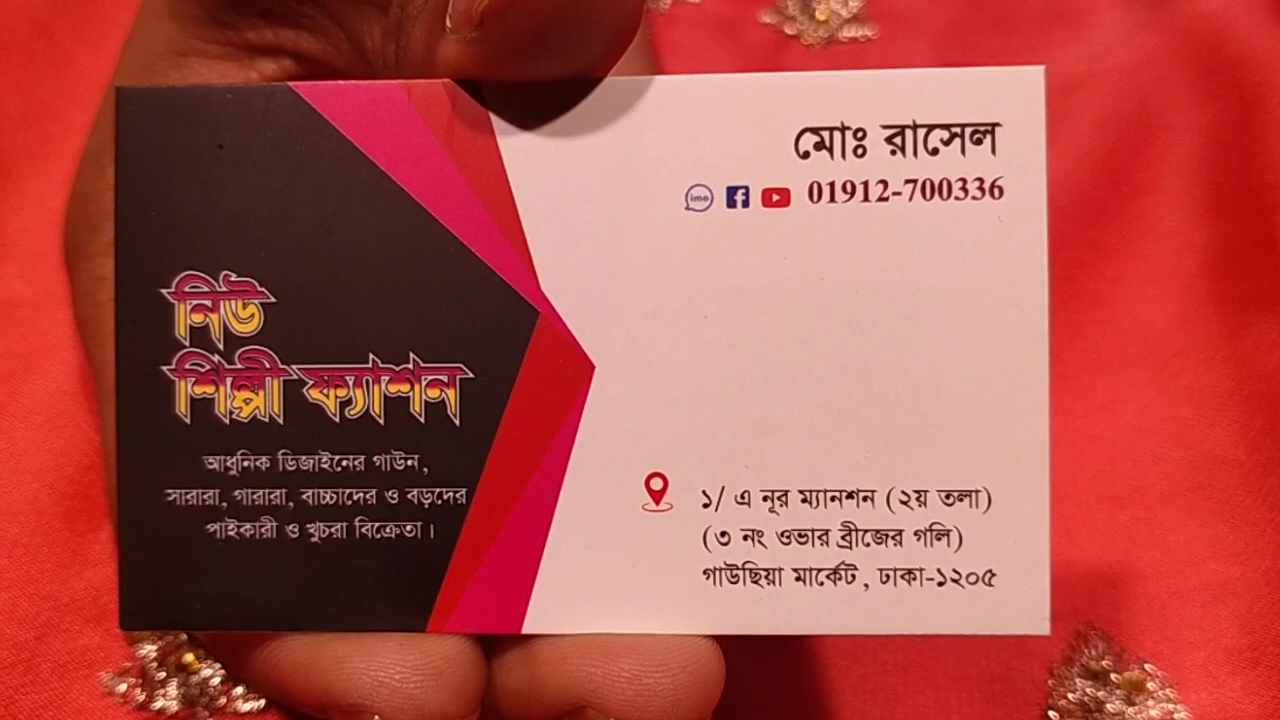 নিউ
শিল্পী ফ্যাশন
আধুনিক ডিজাইনের গাউন,
সারারা, গারারা, বাচ্চাদের ও বড়দের
পাইকারী ও খুচরা বিক্রেতা।
মোঃ রাসেল
imo 01912-700336
১/ এ নূর ম্যানশন (২য় তলা)
(৩ নং ওভার ব্রীজের গলি)
গাউছিয়া মার্কেট, ঢাকা-১২০৫